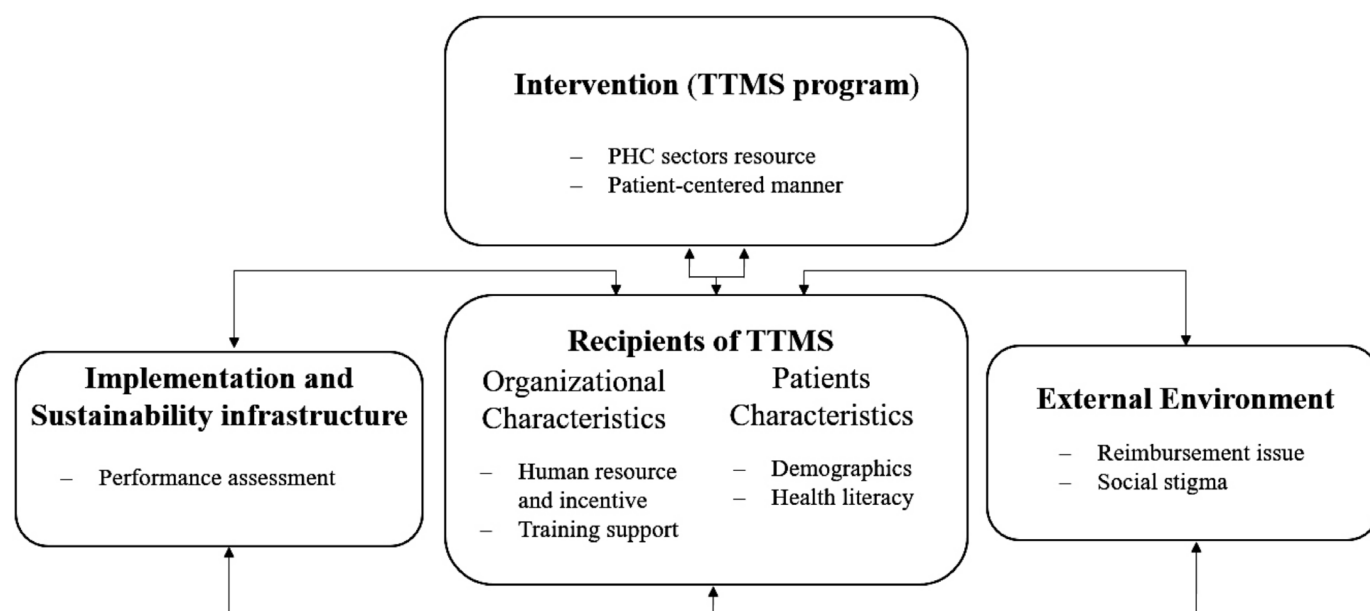 Intervention (TTMS program)
– PHC sectors resource
– Patient-centered manner
Implementation and
Sustainability infrastructure
– Performance assessment
Recipients of TTMS
Organizational
Characteristics
– Human resource
and incentive
– Training support
Patients
Characteristics
– Demographics
– Health literacy
External Environment
– Reimbursement issue
– Social stigma